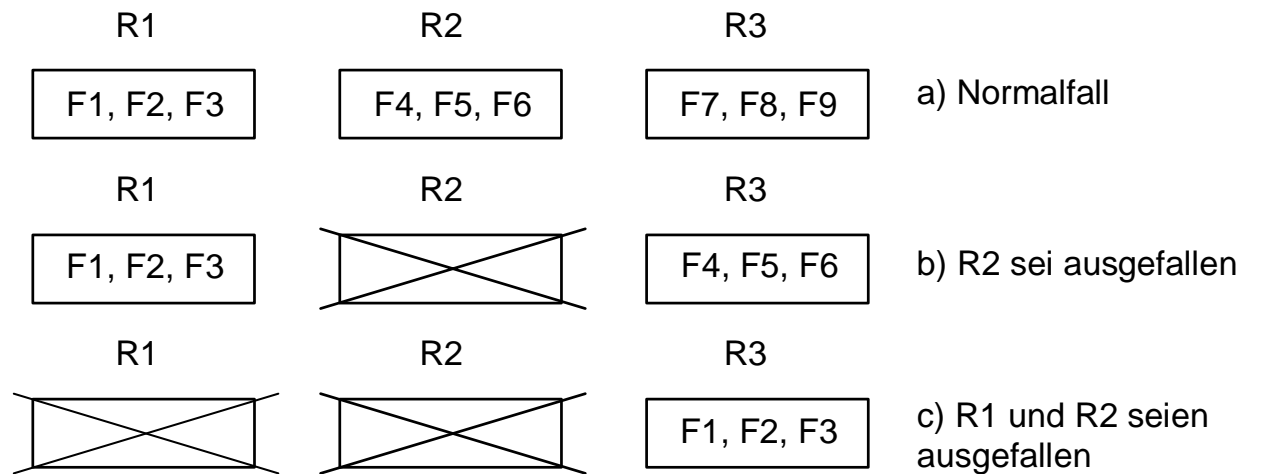 R1 R2 R3
F1, F2, F3 F4, F5, F6 F7, F8, F9 a) Normalfall
R1 R2 R3
F1, F2, F3 F4, F5, F6 b) R2 sei ausgefallen
R1 R2 R3
F1, F2, F3 c) R1 und R2 seien
ausgefallen